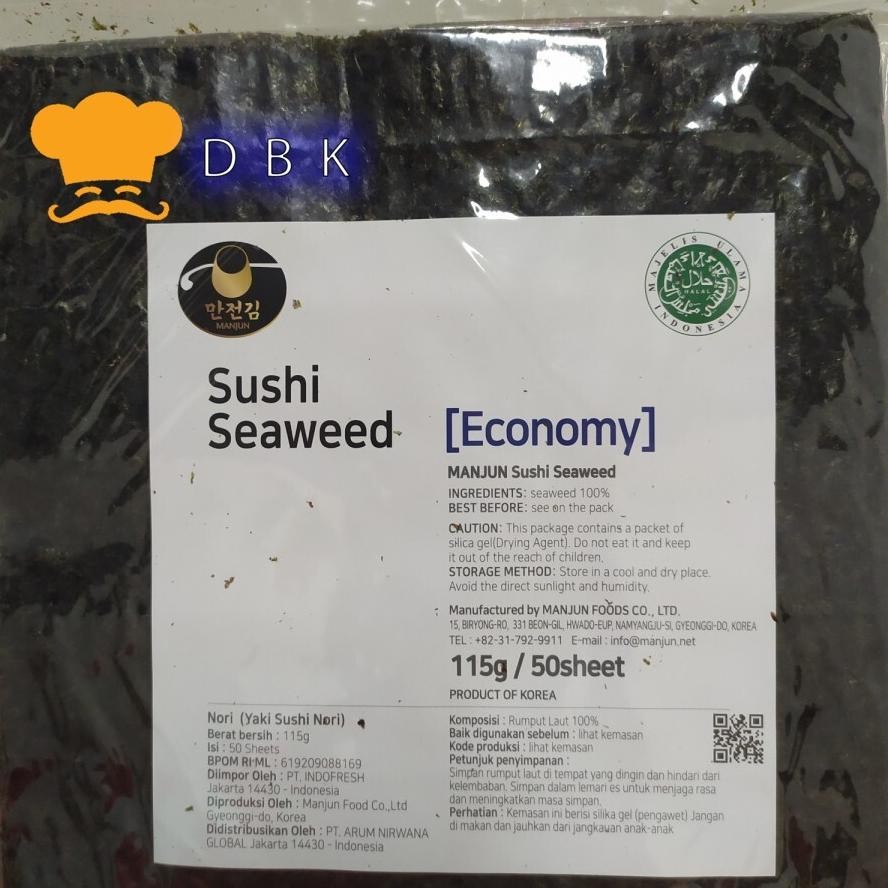 DBK
만전김
MANJUN
MAJELIS ULAMA INDONESIA
حلال
HALAL
Sushi
Seaweed
[Economy]
MANJUN Sushi Seaweed
INGREDIENTS: seaweed 100%
BEST BEFORE: see on the pack
CAUTION: This package contains a packet of
silica gel(Drying Agent). Do not eat it and keep
it out of the reach of children.
STORAGE METHOD: Store in a cool and dry place.
Avoid the direct sunlight and humidity.
Manufactured by MANJUN FOODS CO., LTD.
15, BIRYONG-RO, 331 BEON-GIL, HWADO-EUP, NAMYANGJU-SI, GYEONGGI-DO, KOREA
TEL : +82-31-792-9911 E-mail : info@manjun.net
115g / 50sheet
PRODUCT OF KOREA
Nori (Yaki Sushi Nori)
Berat bersih : 115g
Isi : 50 Sheets
BPOM RI ML : 619209088169
Diimpor Oleh : PT. INDOFRESH
Jakarta 14430 - Indonesia
Diproduksi Oleh : Manjun Food Co.,Ltd
Gyeonggi-do, Korea
Didistribusikan Oleh : PT. ARUM NIRWANA
GLOBAL Jakarta 14430 - Indonesia
Komposisi : Rumput Laut 100%
Baik digunakan sebelum : lihat kemasan
Kode produksi : lihat kemasan
Petunjuk penyimpanan :
Simpan rumput laut di tempat yang dingin dan hindari dari
kelembaban. Simpan dalam lemari es untuk menjaga rasa
dan meningkatkan masa simpan.
Perhatian : Kemasan ini berisi silika gel (pengawet) Jangan
di makan dan jauhkan dari jangkauan anak-anak